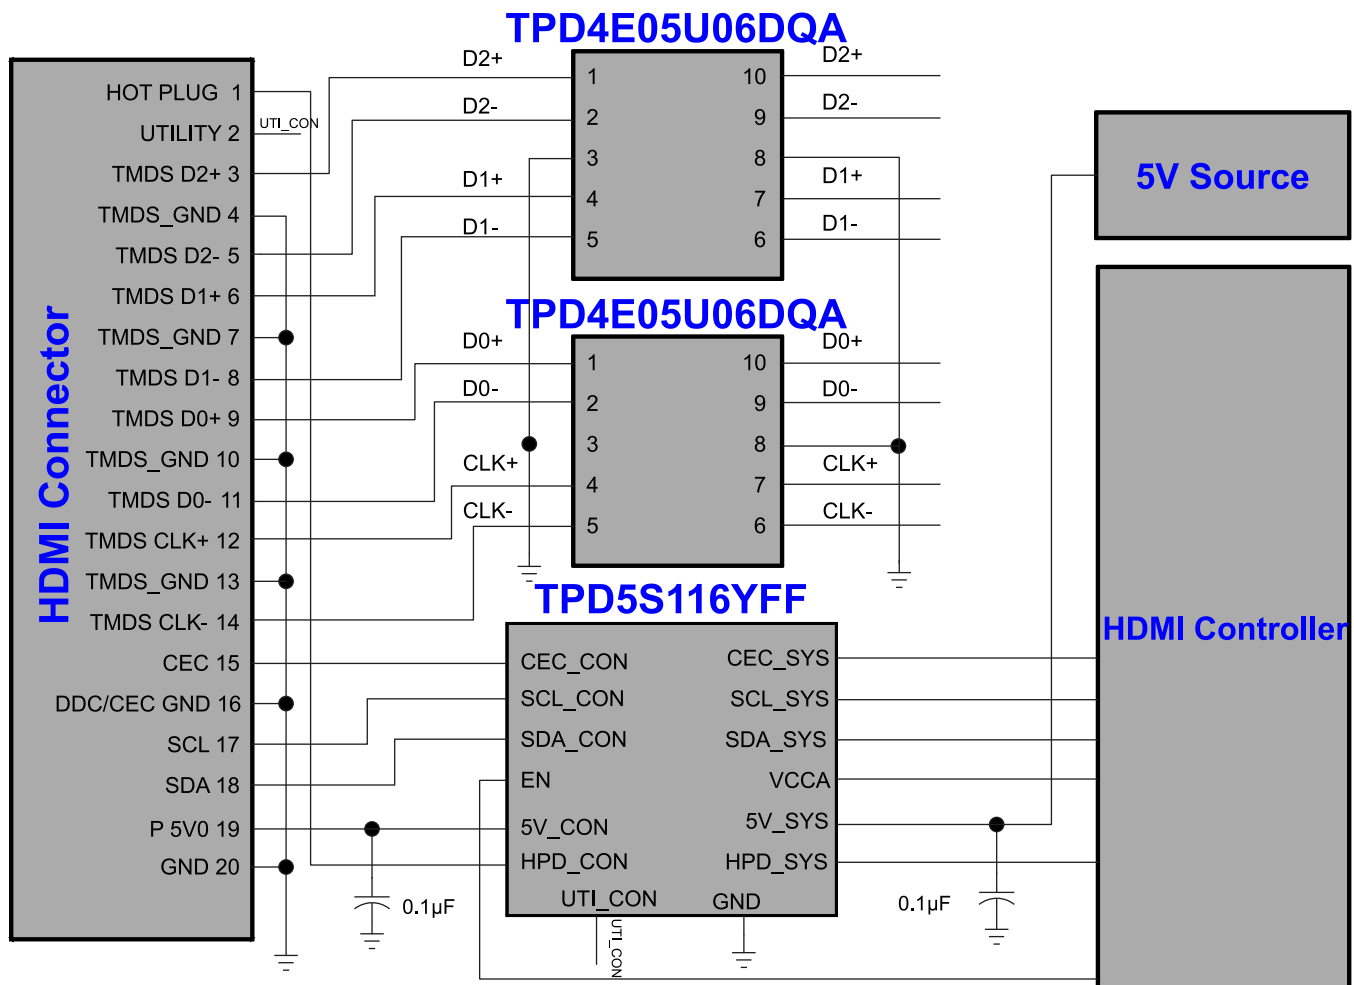 TPD4E05U06DQA
D2+
D2-
D1+
D1-
1
2
3
4
5
10
9
8
7
6
D2+
D2-
D1+
D1-
HOT PLUG 1
UTILITY 2
UTI_CON
TMDS D2+ 3
TMDS_GND 4
TMDS D2- 5
TMDS D1+ 6
TMDS_GND 7
TMDS D1- 8
TMDS D0+ 9
TMDS_GND 10
TMDS D0- 11
TMDS CLK+ 12
TMDS_GND 13
TMDS CLK- 14
CEC 15
DDC/CEC GND 16
SCL 17
SDA 18
P 5V0 19
GND 20
HDMI Connector
TPD4E05U06DQA
D0+
D0-
CLK+
CLK-
1
2
3
4
5
10
9
8
7
6
D0+
D0-
CLK+
CLK-
TPD5S116YFF
CEC_CON
SCL_CON
SDA_CON
EN
5V_CON
HPD_CON
UTI_CON
GND
CEC_SYS
SCL_SYS
SDA_SYS
VCCA
5V_SYS
HPD_SYS
UTI_CON
0.1µF
0.1µF
5V Source
HDMI Controller